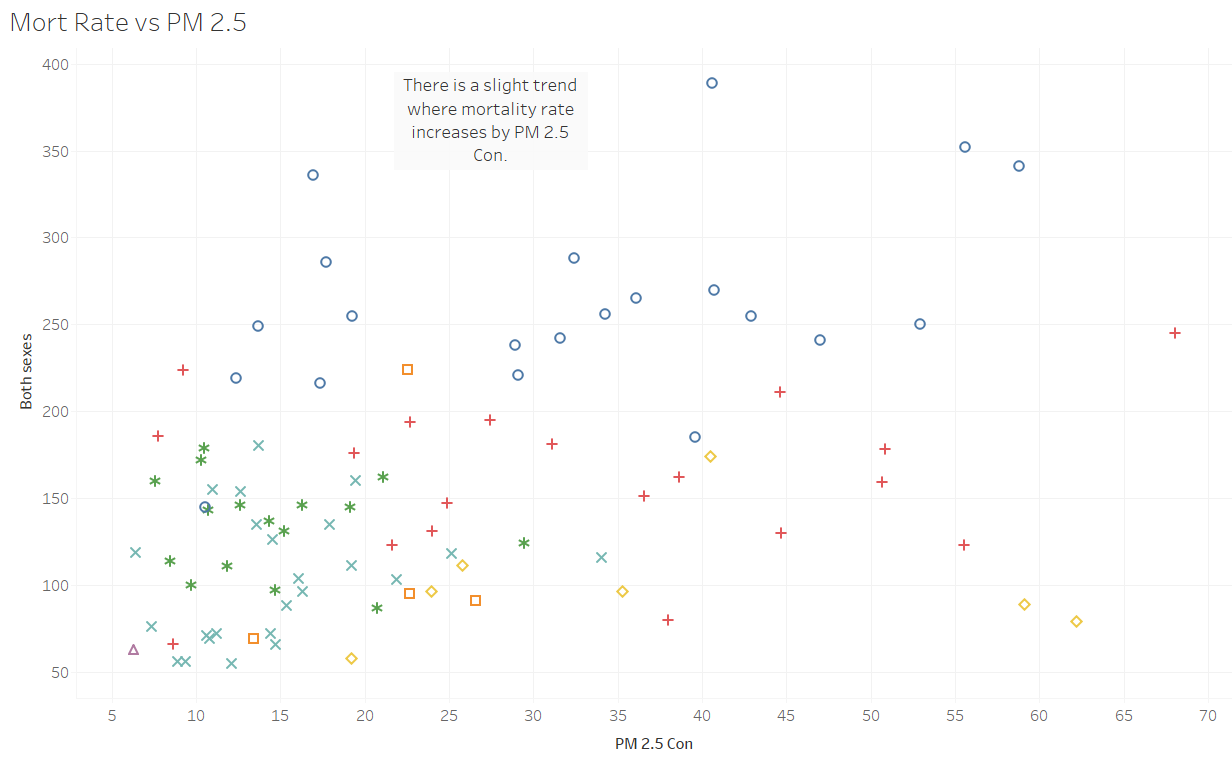 Mort Rate vs PM 2.5
There is a slight trend
where mortality rate
increases by PM 2.5
Con.
400
350
300
250
200
150
100
50
Both sexes
5 10 15 20 25 30 35 40 45 50 55 60 65 70
PM 2.5 Con